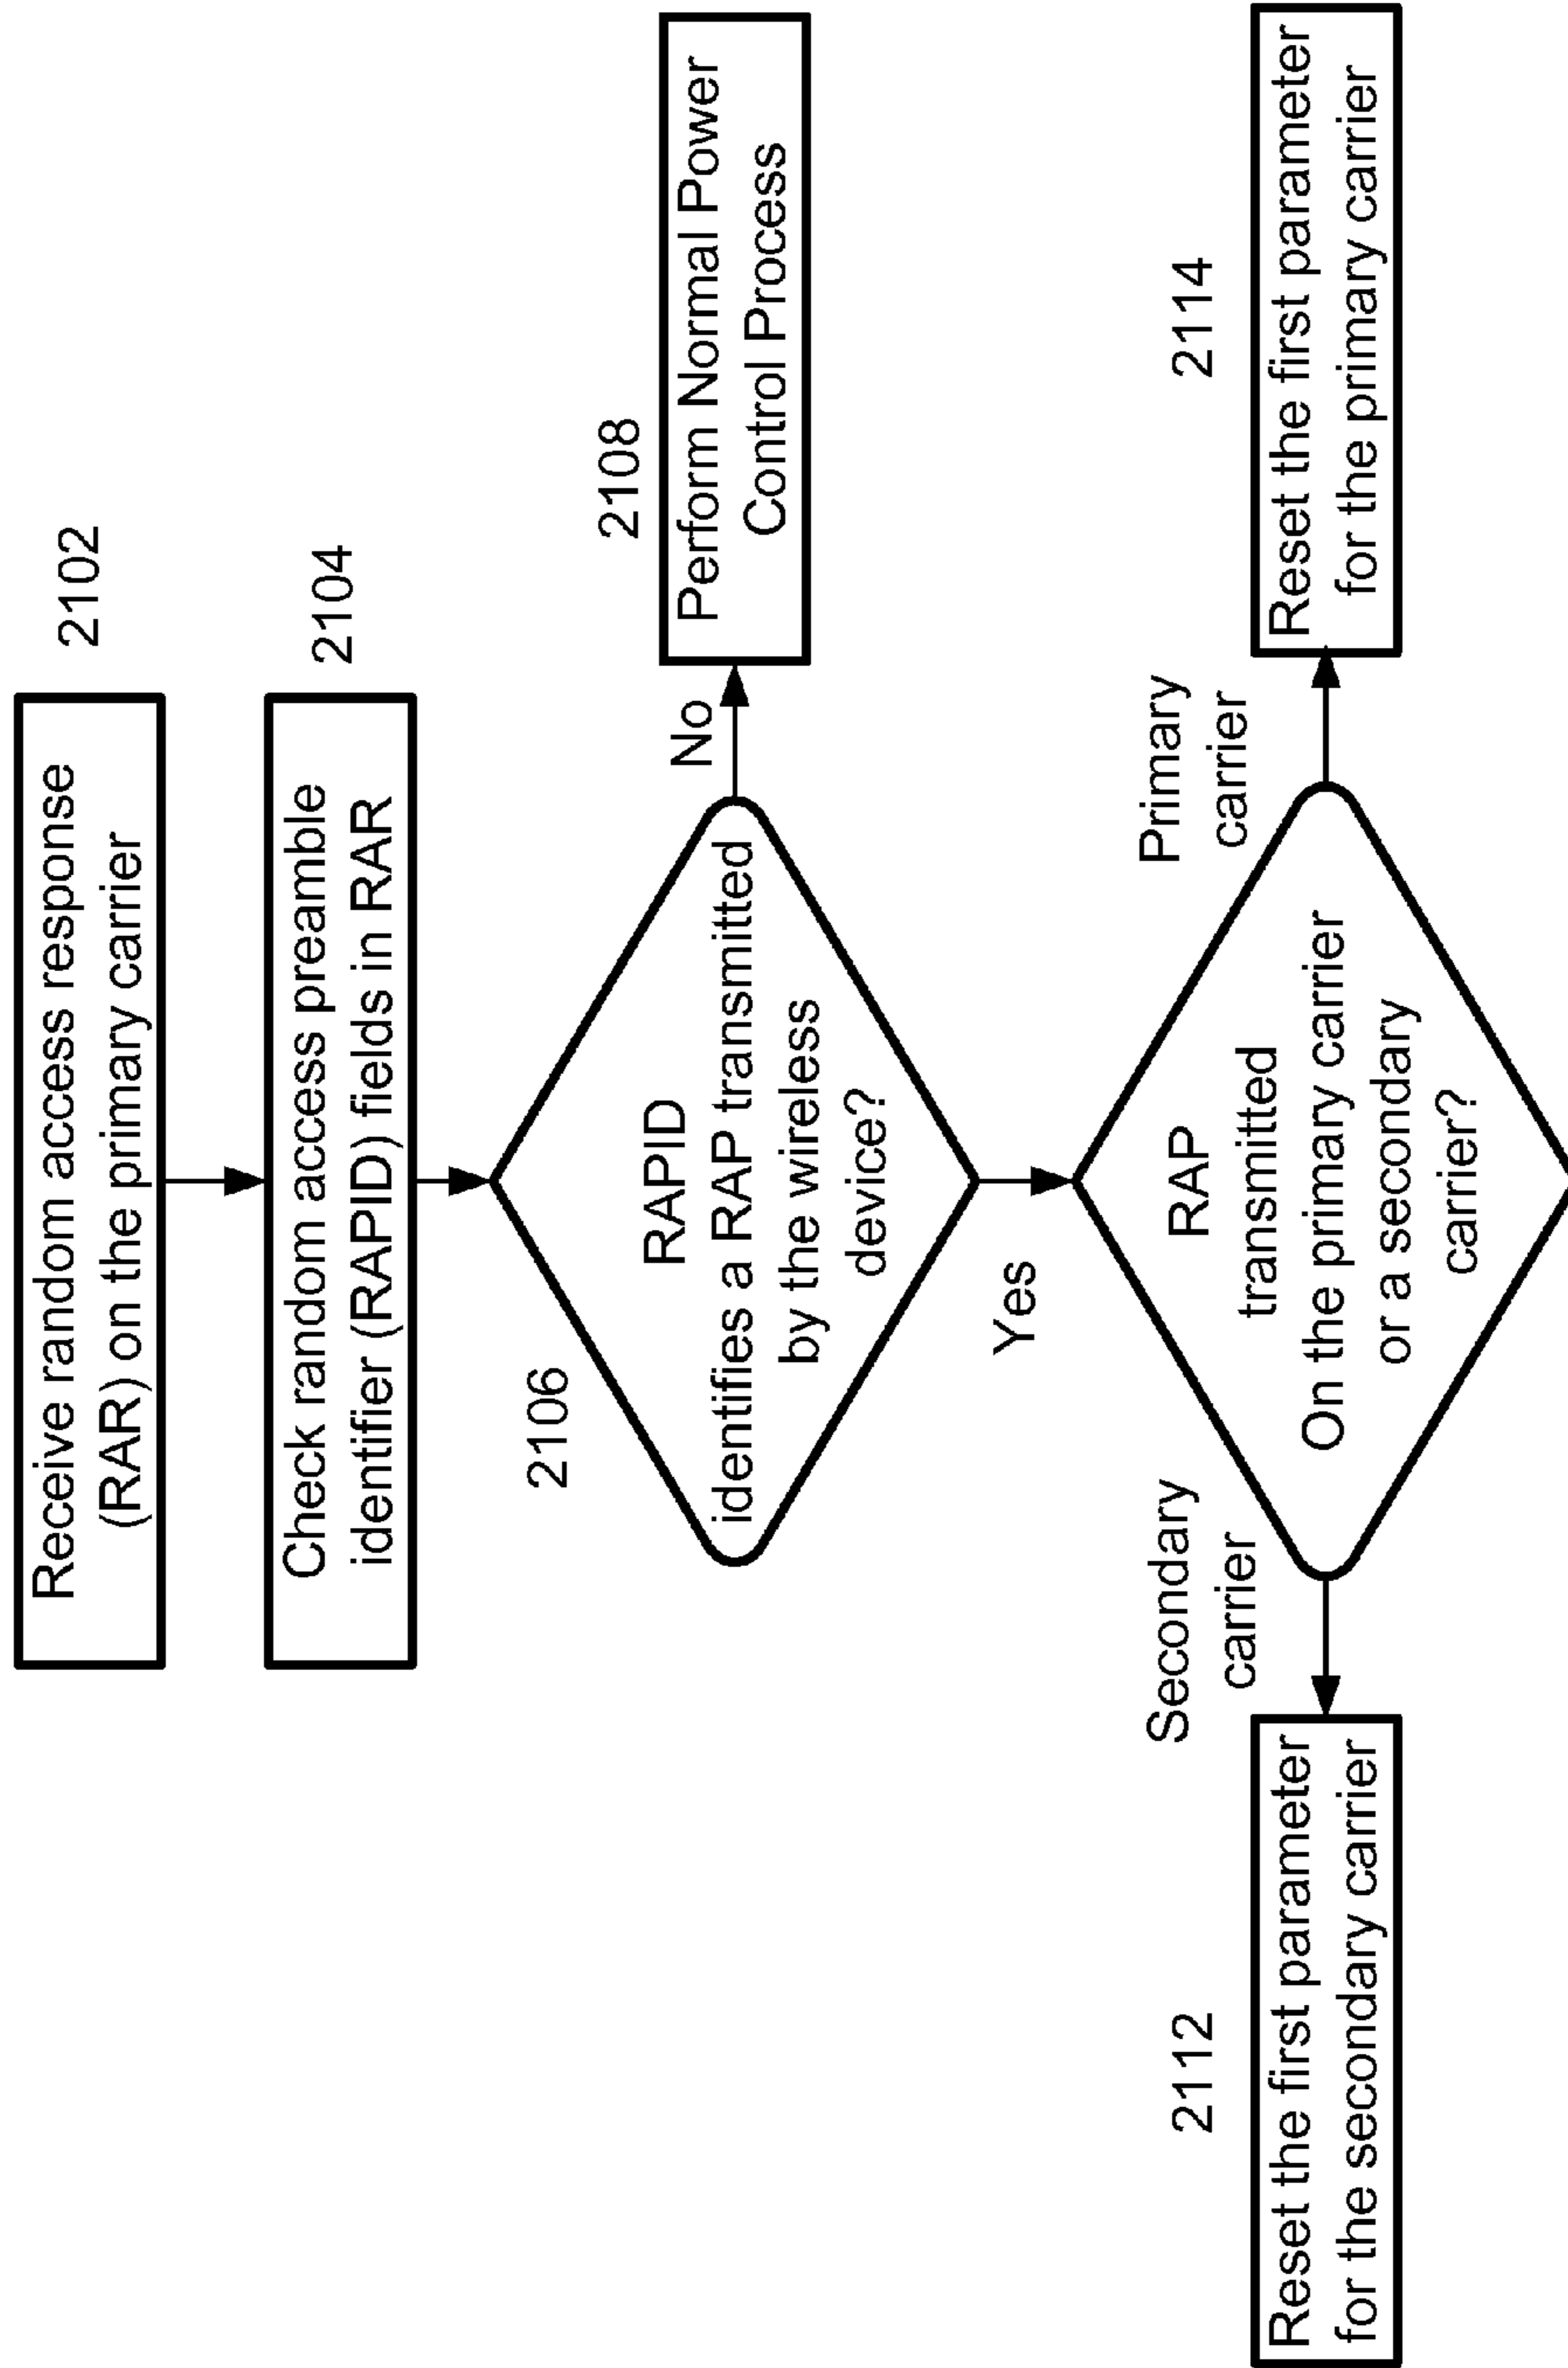 2102
Receive random access response
(RAR) on the primary carrier
2104
Check random access preamble
identifier (RAPID) fields in RAR
2106
RAPID
identifies a RAP transmitted
by the wireless
device?
No
2108
Perform Normal Power
Control Process
Yes
RAP
transmitted
On the primary carrier
or a secondary
carrier?
Secondary
carrier
2112
Reset the first parameter
for the secondary carrier
Primary
carrier
2114
Reset the first parameter
for the primary carrier